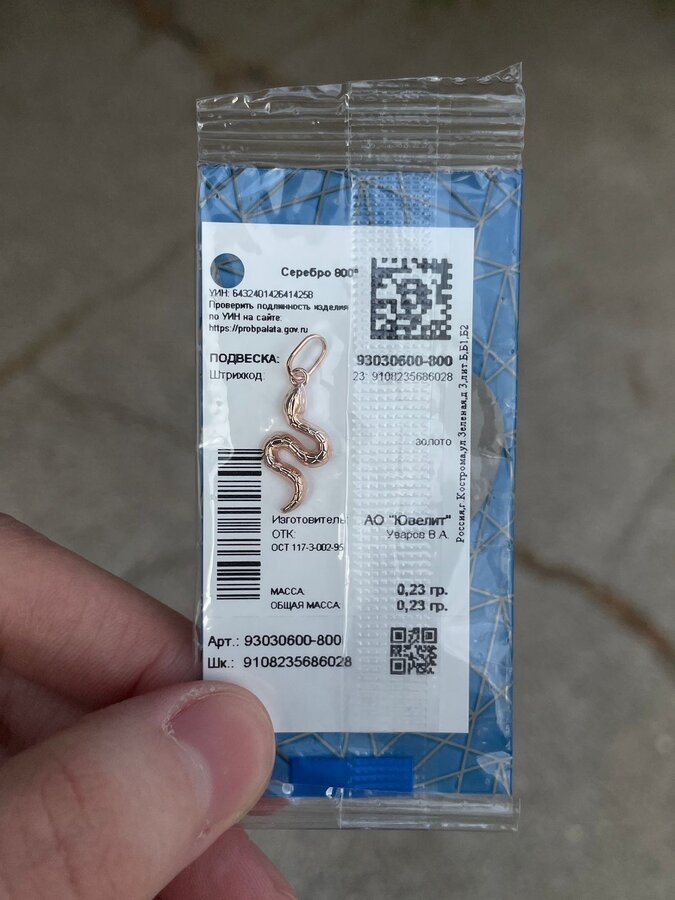 Серебро 800°
УИН: 6432401426414258
Проверить подлинность изделия
по УИН на сайте:
https://probpalata.gov.ru
ПОДВЕСКА: 93030600-800
Штрихкод: 23: 9108235686028
золото
Изготовитель АО "Ювелит"
ОТК: Уваров В.А.
ОСТ 117-3-002-95
МАССА 0,23 гр.
ОБЩАЯ МАССА 0,23 гр.
Арт.: 93030600-800
Шк.: 9108235686028
Россия,г Кострома,ул Зеленая,д 3,лит Б,Б1,Б2